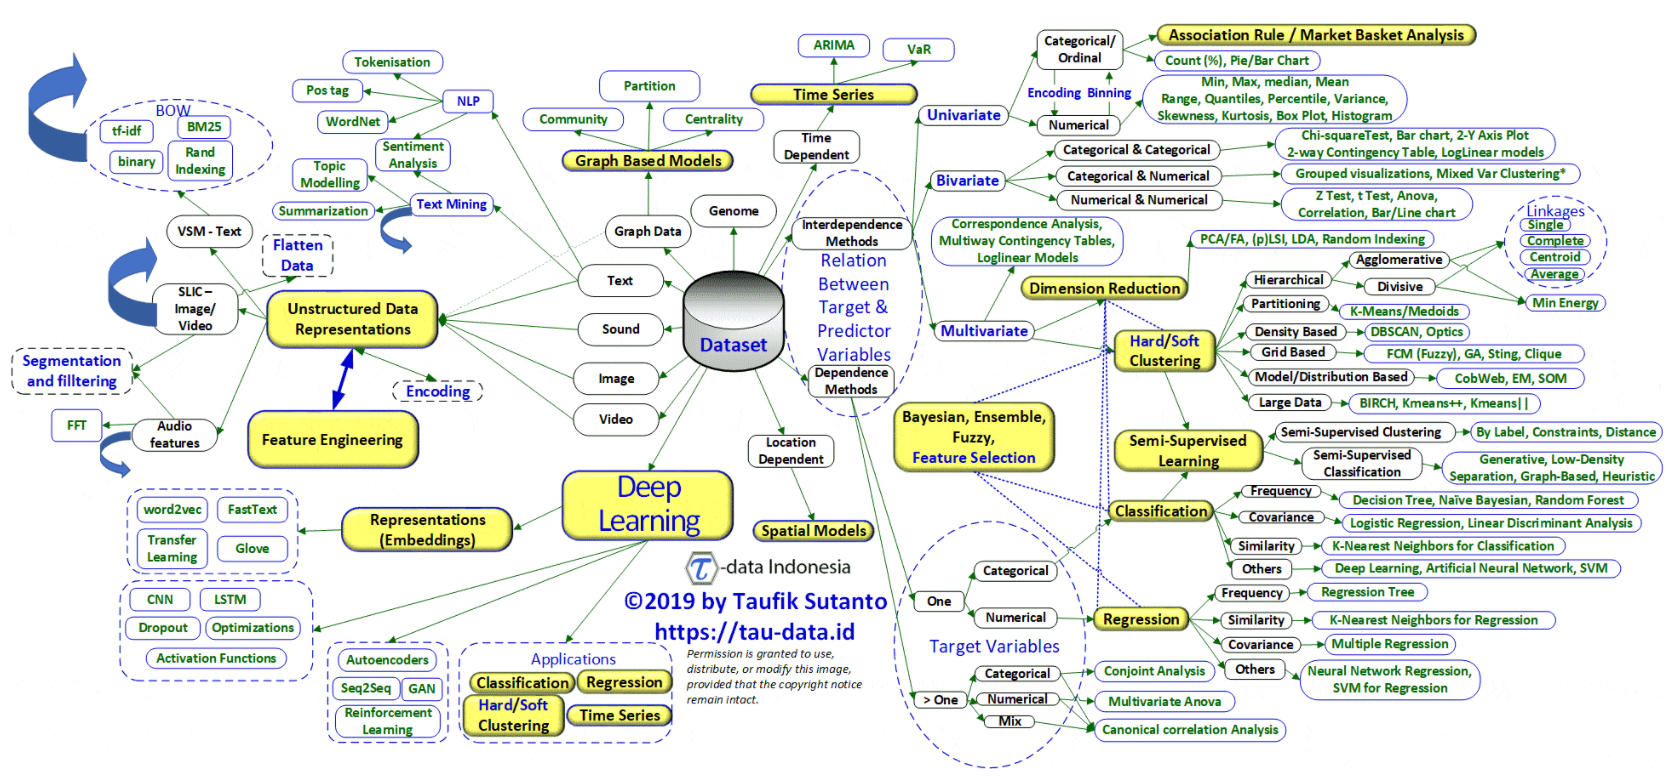 BOW
tf-idf
BM25
binary
Rand
Indexing
VSM - Text
SLIC –
Image/
Video
Flatten
Data
Segmentation
and filltering
Audio
features
FFT
Unstructured Data
Representations
Encoding
Feature Engineering
Tokenisation
Pos tag
WordNet
NLP
Sentiment
Analysis
Topic
Modelling
Summarization
Text Mining
Community
Partition
Centrality
Graph Based Models
Graph Data
Genome
Text
Sound
Image
Video
Dataset
ARIMA
VaR
Time Series
Time
Dependent
Interdependence
Methods
Relation
Between
Target &
Predictor
Variables
Dependence
Methods
Location
Dependent
Spatial Models
Univariate
Categorical/
Ordinal
Encoding
Binning
Numerical
Association Rule / Market Basket Analysis
Count (%), Pie/Bar Chart
Min, Max, median, Mean
Range, Quantiles, Percentile, Variance,
Skewness, Kurtosis, Box Plot, Histogram
Bivariate
Categorical & Categorical
Chi-squareTest, Bar chart, 2-Y Axis Plot
2-way Contingency Table, LogLinear models
Categorical & Numerical
Grouped visualizations, Mixed Var Clustering*
Numerical & Numerical
Z Test, t Test, Anova,
Correlation, Bar/Line chart
Multivariate
Correspondence Analysis,
Multiway Contingency Tables,
Loglinear Models
Dimension Reduction
PCA/FA, (p)LSI, LDA, Random Indexing
Hard/Soft
Clustering
Hierarchical
Agglomerative
Divisive
Linkages
Single
Complete
Centroid
Average
Min Energy
Partitioning
K-Means/Medoids
Density Based
DBSCAN, Optics
Grid Based
FCM (Fuzzy), GA, Sting, Clique
Model/Distribution Based
CobWeb, EM, SOM
Large Data
BIRCH, Kmeans++, Kmeans||
Bayesian, Ensemble,
Fuzzy,
Feature Selection
Semi-Supervised
Learning
Semi-Supervised Clustering
By Label, Constraints, Distance
Semi-Supervised
Classification
Generative, Low-Density
Separation, Graph-Based, Heuristic
Classification
Frequency
Decision Tree, Naïve Bayesian, Random Forest
Covariance
Logistic Regression, Linear Discriminant Analysis
Similarity
K-Nearest Neighbors for Classification
Others
Deep Learning, Artificial Neural Network, SVM
Regression
Frequency
Regression Tree
Similarity
K-Nearest Neighbors for Regression
Covariance
Multiple Regression
Others
Neural Network Regression,
SVM for Regression
One
Categorical
Numerical
Target Variables
> One
Categorical
Numerical
Mix
Conjoint Analysis
Multivariate Anova
Canonical correlation Analysis
Deep
Learning
Representations
(Embeddings)
word2vec
FastText
Transfer
Learning
Glove
CNN
LSTM
Dropout
Optimizations
Activation Functions
Autoencoders
Seq2Seq
GAN
Reinforcement
Learning
Applications
Classification
Regression
Hard/Soft
Clustering
Time Series
τ-data Indonesia
©2019 by Taufik Sutanto
https://tau-data.id
Permission is granted to use,
distribute, or modify this image,
provided that the copyright notice
remain intact.